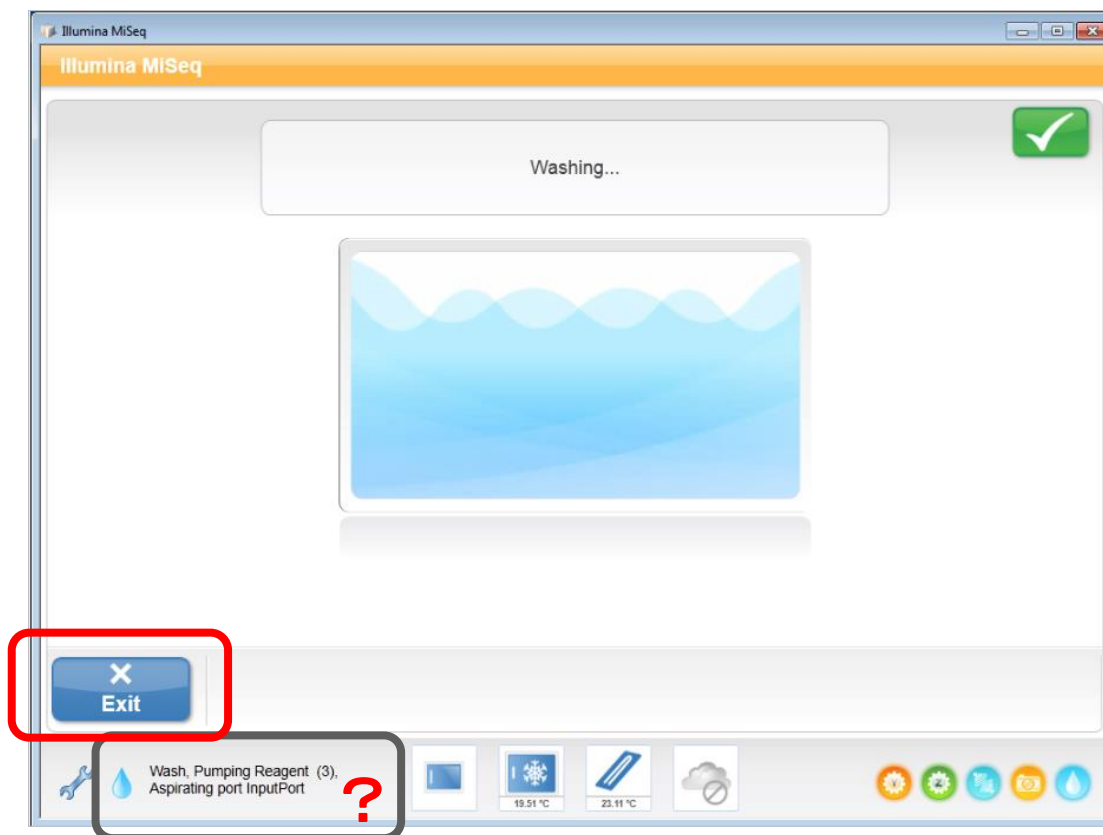 Illumina MiSeq
Illumina MiSeq
Washing...
Exit
Wash, Pumping Reagent (3),
Aspirating port InputPort
?
19.51 °C
23.11 °C
Y
Z